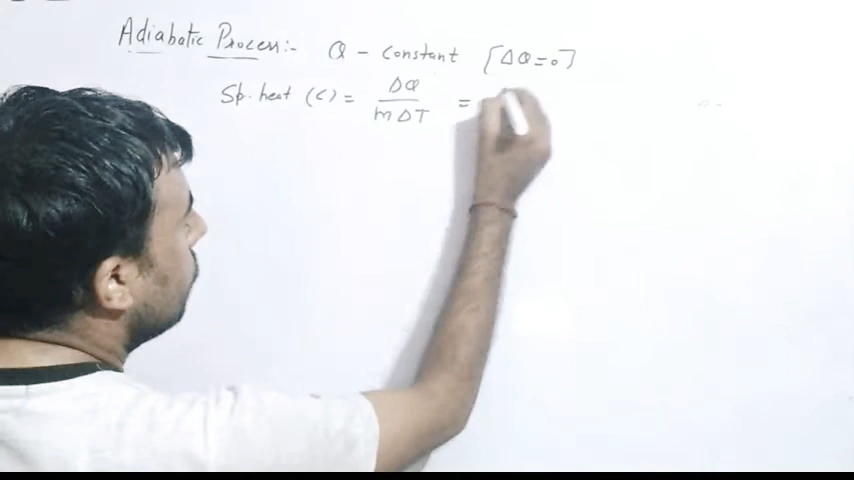 Adiabatic Process:- Q - constant [ΔQ=0]
Sp. heat (c) = ΔQ / mΔT =